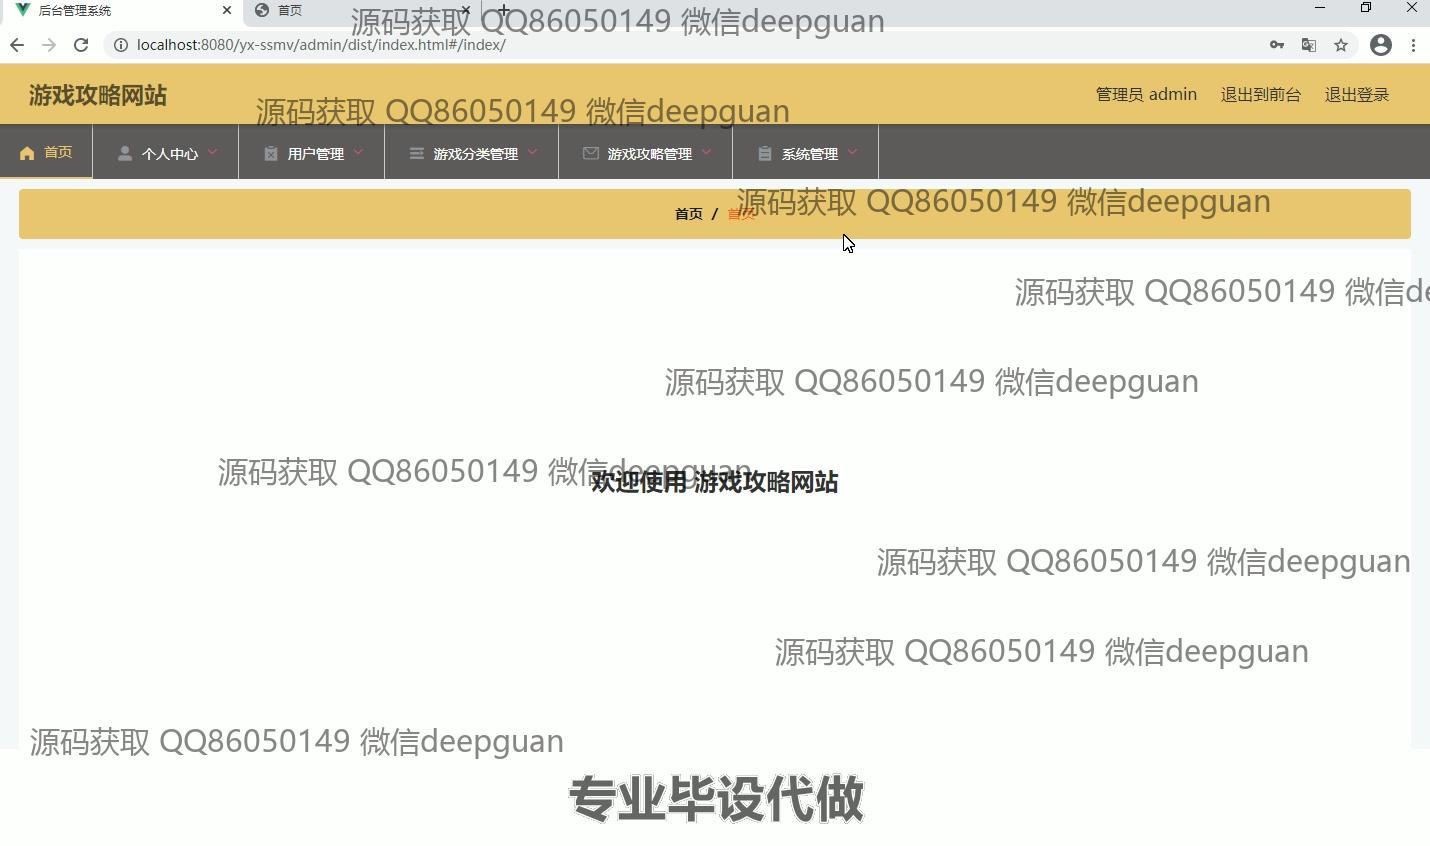 后台管理系统
首页
源码获取 QQ86050149 微信deepguan
localhost:8080/yx-ssmv/admin/dist/index.html#/index/
游戏攻略网站
源码获取 QQ86050149 微信deepguan
管理员 admin
退出到前台
退出登录
首页
个人中心
用户管理
游戏分类管理
游戏攻略管理
系统管理
源码获取 QQ86050149 微信deepguan
首页 / 首页
源码获取 QQ86050149 微信de
源码获取 QQ86050149 微信deepguan
源码获取 QQ86050149 微信deepguan
欢迎使用 游戏攻略网站
源码获取 QQ86050149 微信deepguan
源码获取 QQ86050149 微信deepguan
源码获取 QQ86050149 微信deepguan
专业毕设代做